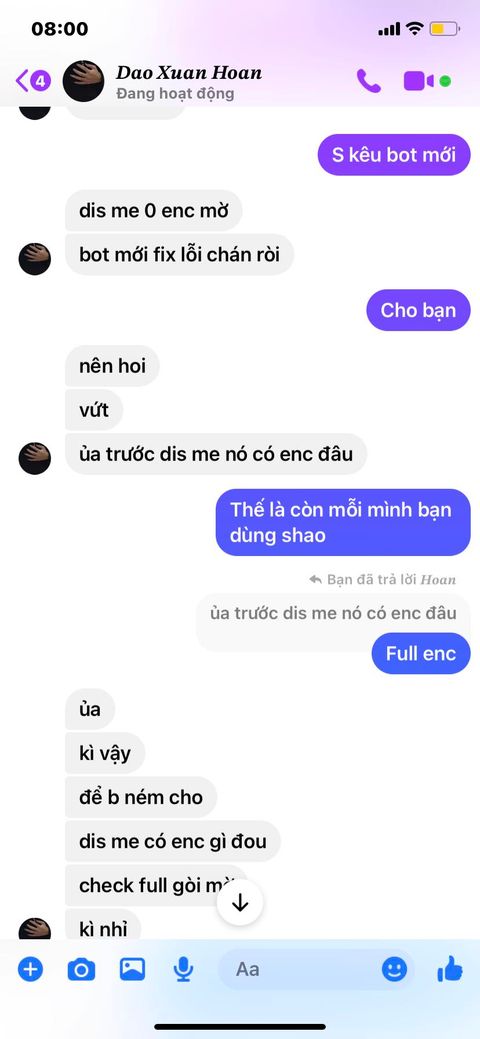 08:00
4
Dao Xuan Hoan
Đang hoạt động
S kêu bot mới
dis me 0 enc mờ
bot mới fix lỗi chán ròi
Cho bạn
nên hoi
vứt
ủa trước dis me nó có enc đâu
Thế là còn mỗi mình bạn
dùng shao
Bạn đã trả lời Hoan
ủa trước dis me nó có enc đâu
Full enc
ủa
kì vậy
để b ném cho
dis me có enc gì đou
check full gòi
kì nhỉ
Aa